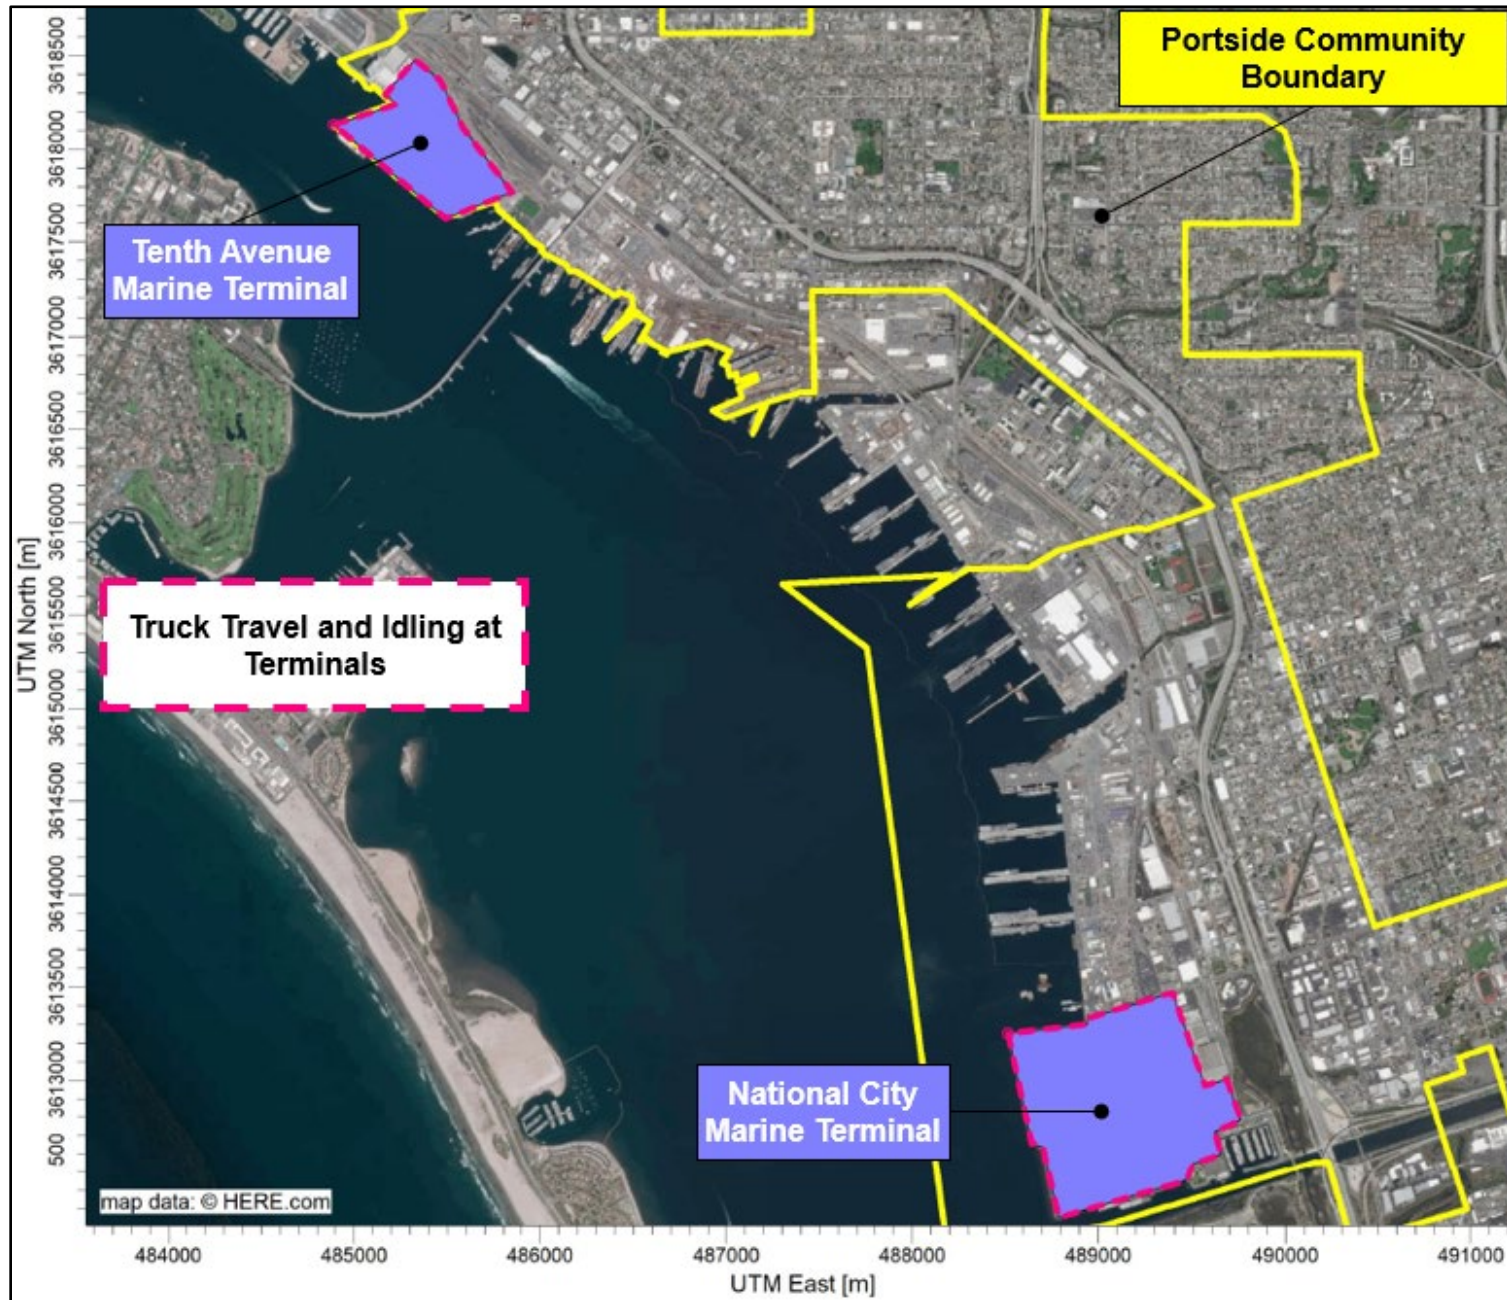 Portside Community
Boundary
Tenth Avenue
Marine Terminal
Truck Travel and Idling at
Terminals
National City
Marine Terminal
map data: © HERE.com
UTM North [m]
3618500
3618000
3617500
3617000
3616500
3616000
3615500
3615000
3614500
3614000
3613500
3613000
500
484000
485000
486000
487000
488000
489000
490000
491000
UTM East [m]